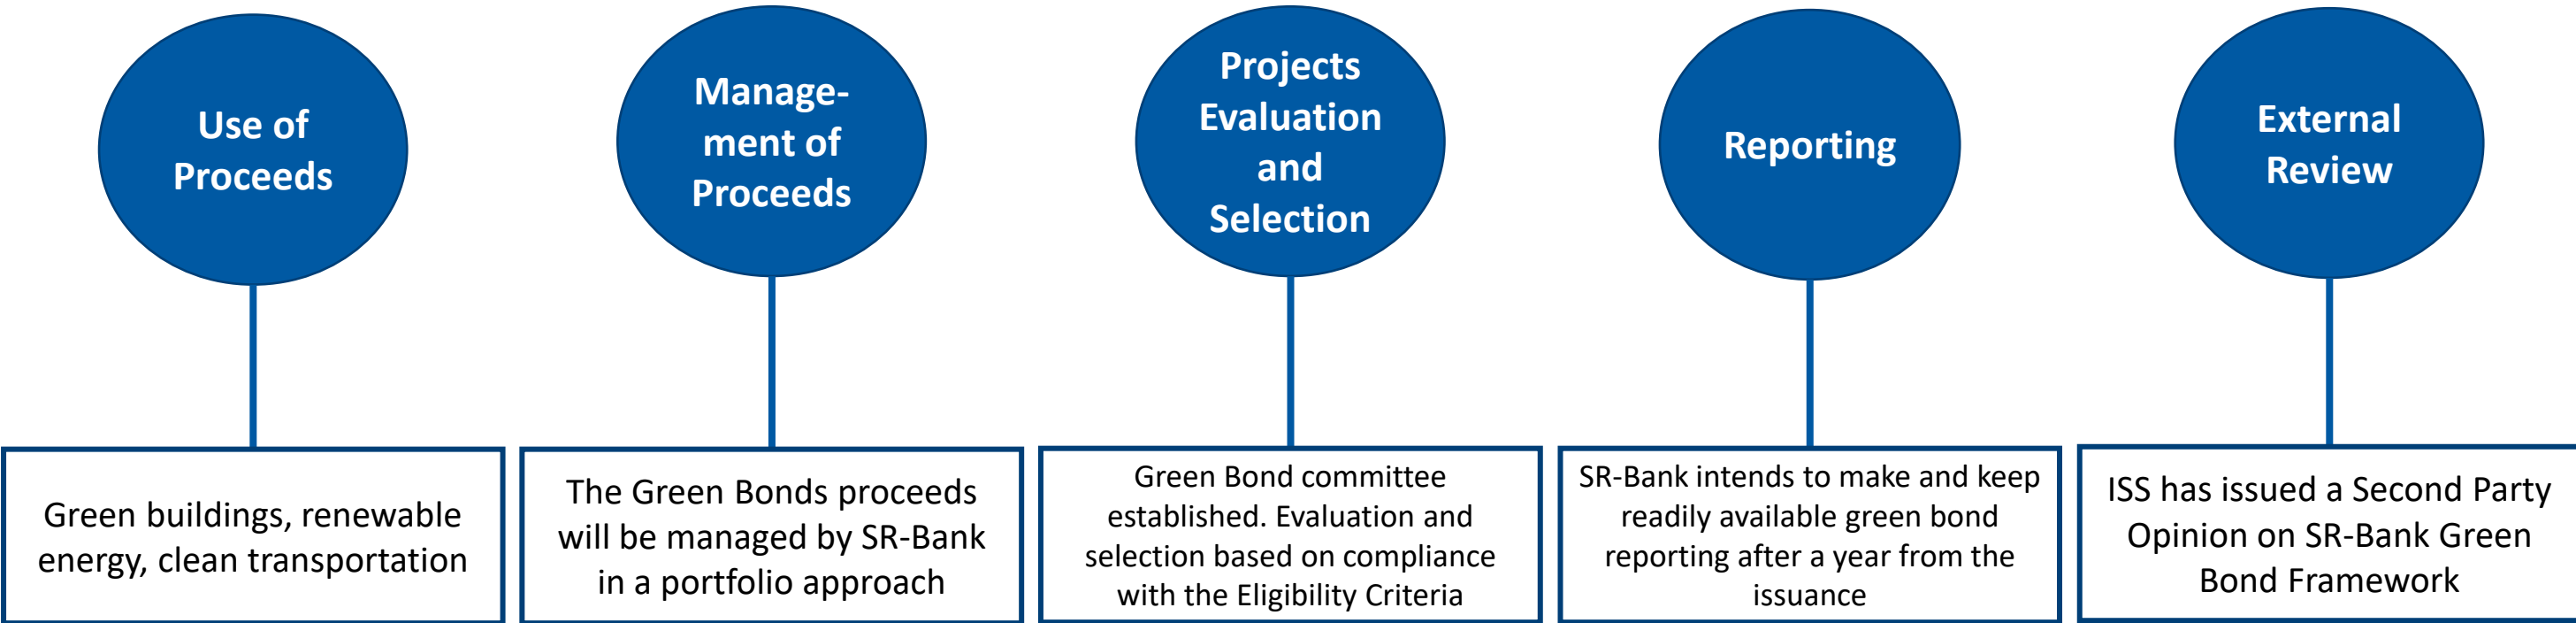 Use of
Proceeds
Manage-
ment of
Proceeds
Projects
Evaluation
and
Selection
Reporting
External
Review
Green buildings, renewable
energy, clean transportation
The Green Bonds proceeds
will be managed by SR-Bank
in a portfolio approach
Green Bond committee
established. Evaluation and
selection based on compliance
with the Eligibility Criteria
SR-Bank intends to make and keep
readily available green bond
reporting after a year from the
issuance
ISS has issued a Second Party
Opinion on SR-Bank Green
Bond Framework